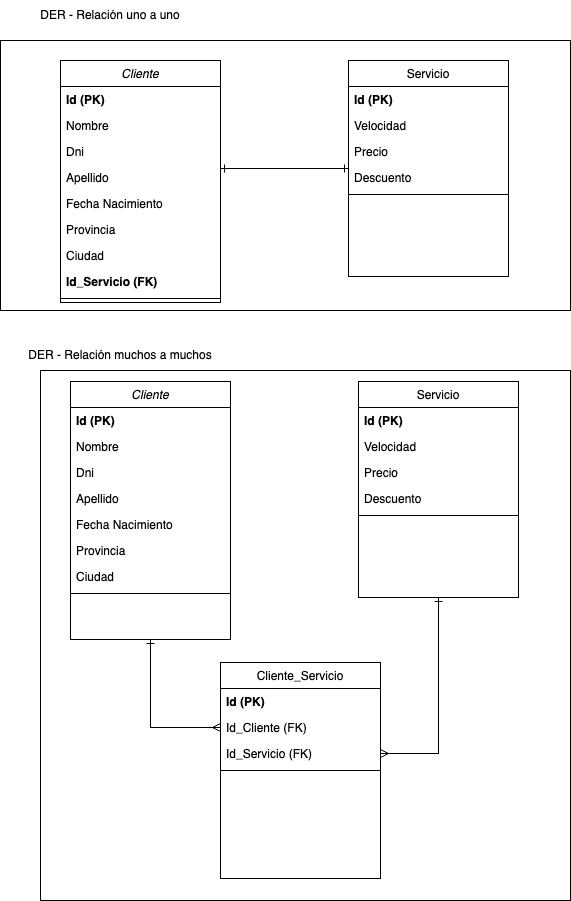 DER - Relación uno a uno
Cliente
Id (PK)
Nombre
Dni
Apellido
Fecha Nacimiento
Provincia
Ciudad
Id_Servicio (FK)
Servicio
Id (PK)
Velocidad
Precio
Descuento
DER - Relación muchos a muchos
Cliente
Id (PK)
Nombre
Dni
Apellido
Fecha Nacimiento
Provincia
Ciudad
Servicio
Id (PK)
Velocidad
Precio
Descuento
Cliente_Servicio
Id (PK)
Id_Cliente (FK)
Id_Servicio (FK)